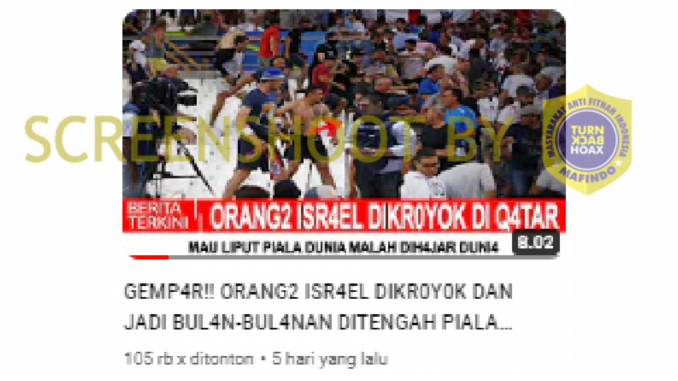 SCREENSHOOT BY
MASYARAKAT ANTI FITNAH INDONESIA
TURN
BACK
HOAX
MAFINDO
BERITA
TERKINI
ORANG2 ISR4EL DIKR0YOK DI Q4TAR
MAU LIPUT PIALA DUNIA MALAH DIH4JAR DUNI4
8.02
GEMP4R!! ORANG2 ISR4EL DIKR0Y0K DAN
JADI BUL4N-BUL4NAN DITENGAH PIALA...
105 rb x ditonton • 5 hari yang lalu